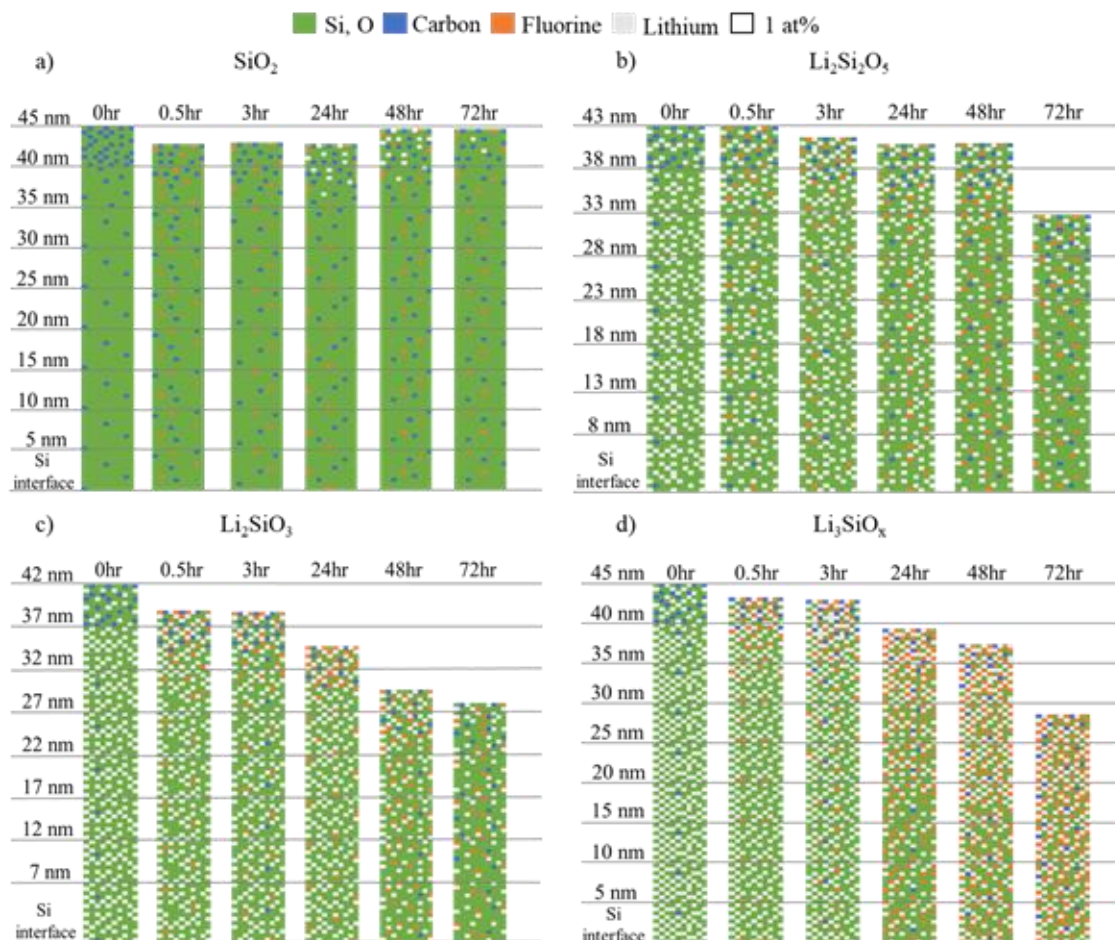 Si, O Carbon Fluorine Lithium 1 at%
a) SiO₂
0hr 0.5hr 3hr 24hr 48hr 72hr
45 nm
40 nm
35 nm
30 nm
25 nm
20 nm
15 nm
10 nm
5 nm
Si
interface
b) Li₂Si₂O₅
0hr 0.5hr 3hr 24hr 48hr 72hr
43 nm
38 nm
33 nm
28 nm
23 nm
18 nm
13 nm
8 nm
Si
interface
c) Li₂SiO₃
0hr 0.5hr 3hr 24hr 48hr 72hr
42 nm
37 nm
32 nm
27 nm
22 nm
17 nm
12 nm
7 nm
Si
interface
d) Li₃SiOₓ
0hr 0.5hr 3hr 24hr 48hr 72hr
45 nm
40 nm
35 nm
30 nm
25 nm
20 nm
15 nm
10 nm
5 nm
Si
interface